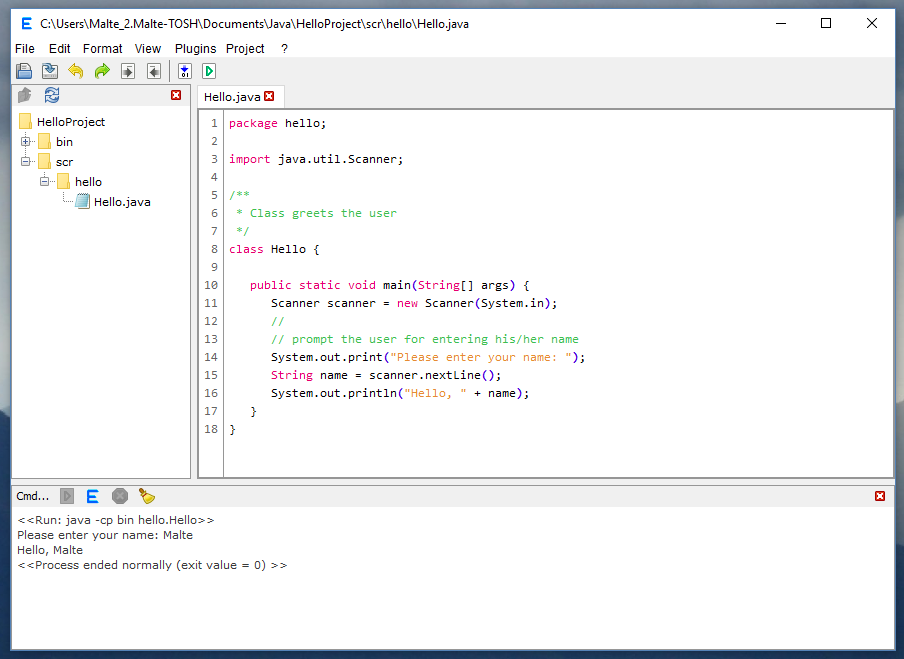 E C:\Users\Malte_2.Malte-TOSH\Documents\Java\HelloProject\scr\hello\Hello.java
File Edit Format View Plugins Project ?
Hello.java
HelloProject
bin
scr
hello
Hello.java
1 package hello;
2
3 import java.util.Scanner;
4
5 /**
6  * Class greets the user
7  */
8 class Hello {
9
10    public static void main(String[] args) {
11       Scanner scanner = new Scanner(System.in);
12       //
13       // prompt the user for entering his/her name
14       System.out.print("Please enter your name: ");
15       String name = scanner.nextLine();
16       System.out.println("Hello, " + name);
17    }
18 }
Cmd... E
<<Run: java -cp bin hello.Hello>>
Please enter your name: Malte
Hello, Malte
<<Process ended normally (exit value = 0) >>